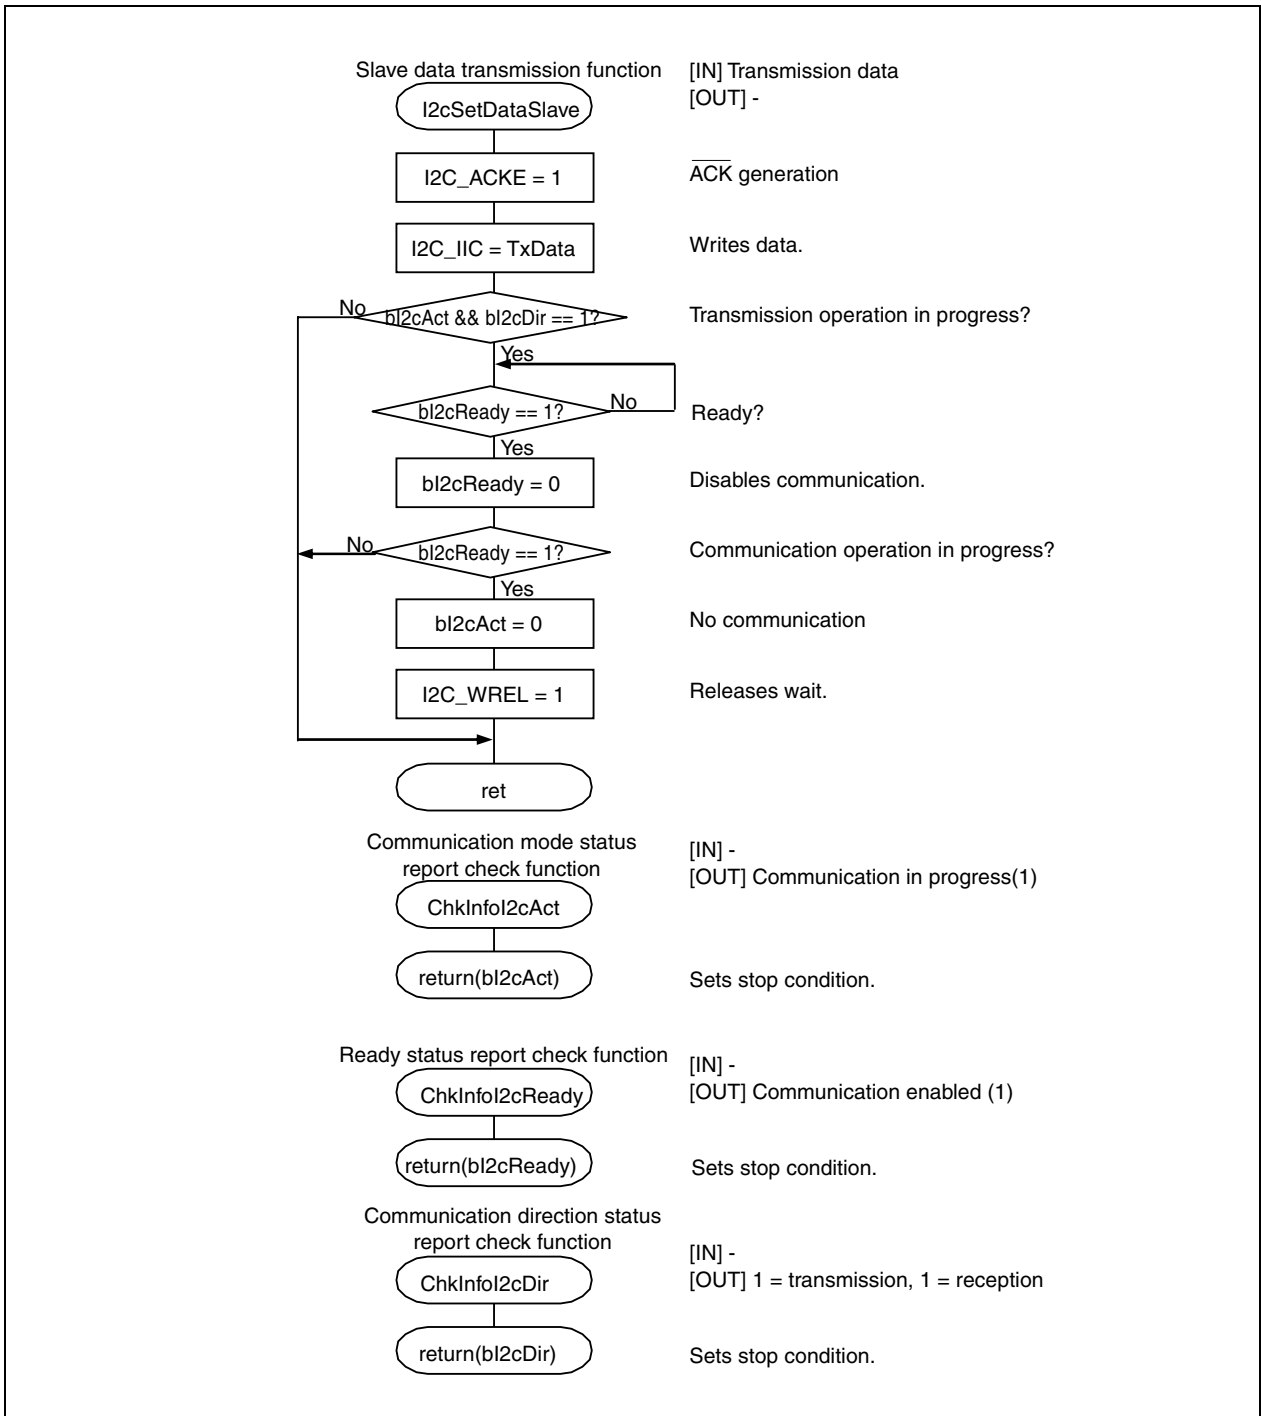 Slave data transmission function
[IN] Transmission data
[OUT] -
I2cSetDataSlave
I2C_ACKE = 1
ACK generation
I2C_IIC = TxData
Writes data.
No
bI2cAct && bI2cDir == 1?
Transmission operation in progress?
Yes
bI2cReady == 1?
No
Ready?
Yes
bI2cReady = 0
Disables communication.
No
bI2cReady == 1?
Communication operation in progress?
Yes
bI2cAct = 0
No communication
I2C_WREL = 1
Releases wait.
ret
Communication mode status
report check function
[IN] -
[OUT] Communication in progress(1)
ChkInfoI2cAct
return(bI2cAct)
Sets stop condition.
Ready status report check function
[IN] -
[OUT] Communication enabled (1)
ChkInfoI2cReady
return(bI2cReady)
Sets stop condition.
Communication direction status
report check function
[IN] -
[OUT] 1 = transmission, 1 = reception
ChkInfoI2cDir
return(bI2cDir)
Sets stop condition.